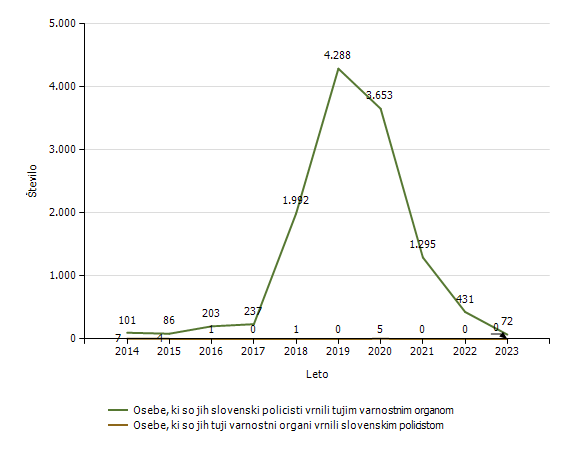 5.000
4.288
4.000
3.653
3.000
Število
2.000
1.992
1.295
1.000
431
101 86 203 237 72
0
7 4 1 0 1 0 5 0 0 0
2014 2015 2016 2017 2018 2019 2020 2021 2022 2023
Leto
Osebe, ki so jih slovenski policisti vrnili tujim varnostnim organom
Osebe, ki so jih tuji varnostni organi vrnili slovenskim policistom